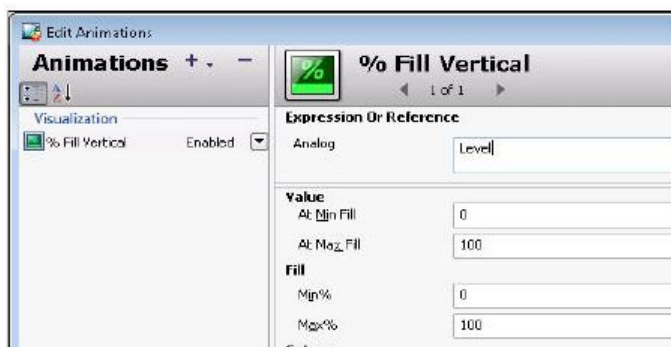 Edit Animations
Animations
% Fill Vertical
1 of 1
Visualization
% Fill Vertical Enabled
Expression Or Reference
Analog Level
Value
At Min Fill 0
At Max Fill 100
Fill
Min% 0
Max% 100